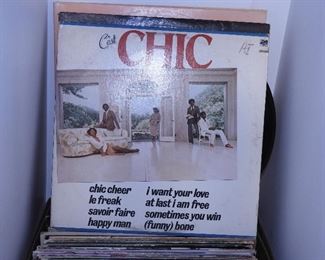 C'est
CHIC
chic cheer
le freak
savoir faire
happy man
i want your love
at last i am free
sometimes you win
(funny) bone